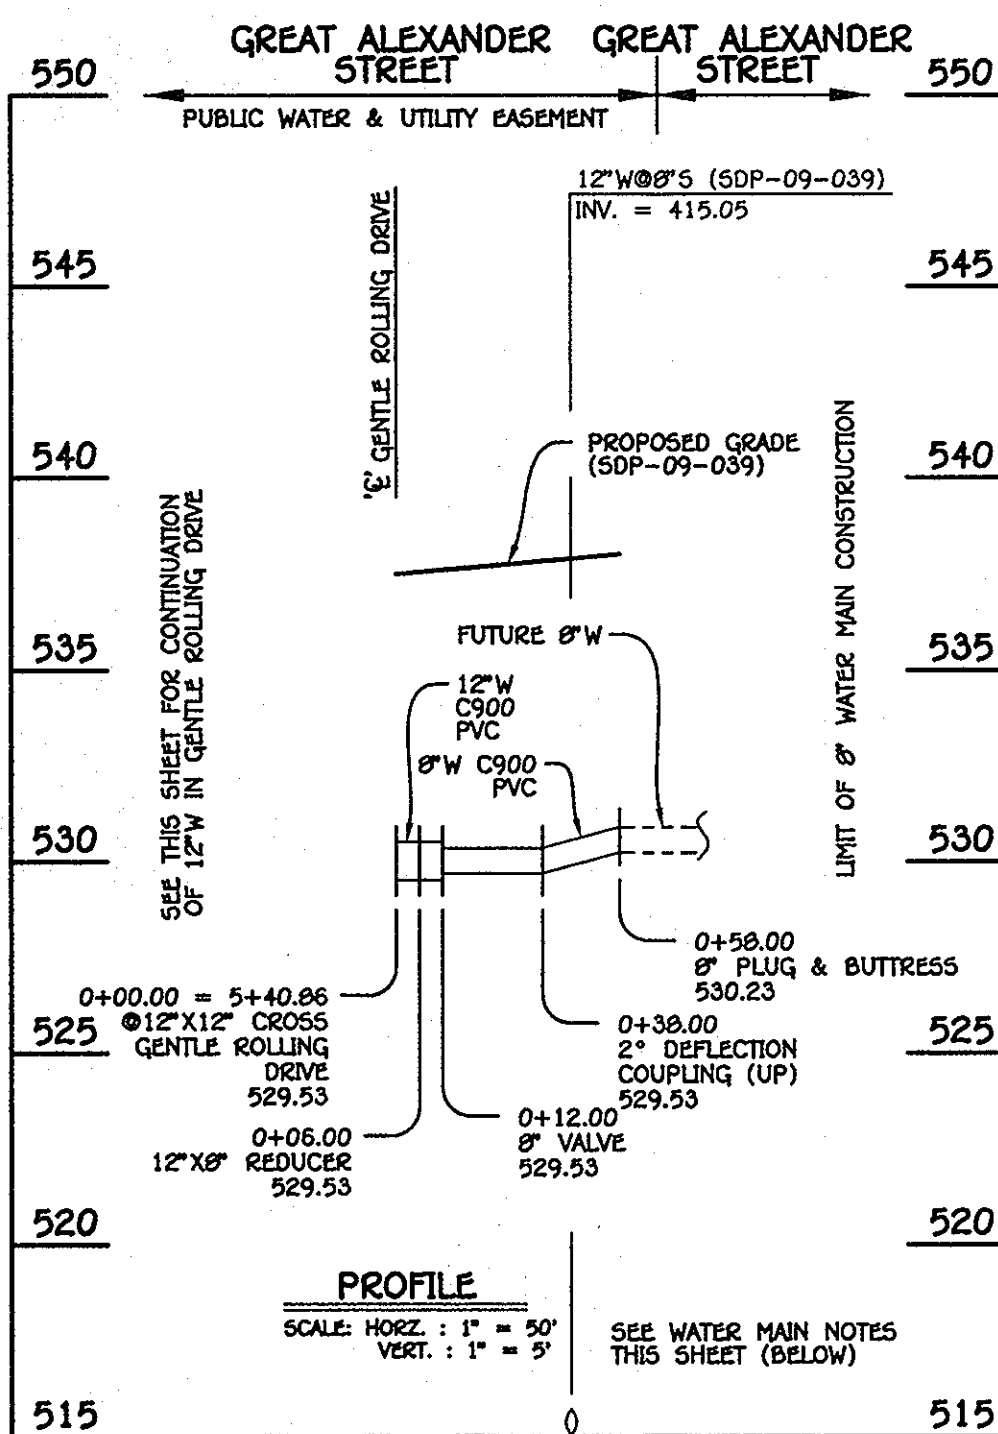 GREAT ALEXANDER
STREET
GREAT ALEXANDER
STREET
550
550
PUBLIC WATER & UTILITY EASEMENT
12"W@8"S (SDP-09-039)
INV. = 415.05
'℄' GENTLE ROLLING DRIVE
545
545
PROPOSED GRADE
(SDP-09-039)
540
540
SEE THIS SHEET FOR CONTINUATION
OF 12"W IN GENTLE ROLLING DRIVE
LIMIT OF 8" WATER MAIN CONSTRUCTION
FUTURE 8"W
535
535
12"W
C900
PVC
8"W C900
PVC
530
530
0+58.00
8" PLUG & BUTTRESS
530.23
0+00.00 = 5+40.86
@12"X12" CROSS
GENTLE ROLLING
DRIVE
529.53
525
525
0+38.00
2° DEFLECTION
COUPLING (UP)
529.53
0+12.00
8" VALVE
529.53
0+06.00
12"X8" REDUCER
529.53
520
520
PROFILE
SCALE: HORZ. : 1" = 50'
VERT. : 1" = 5'
SEE WATER MAIN NOTES
THIS SHEET (BELOW)
515
515